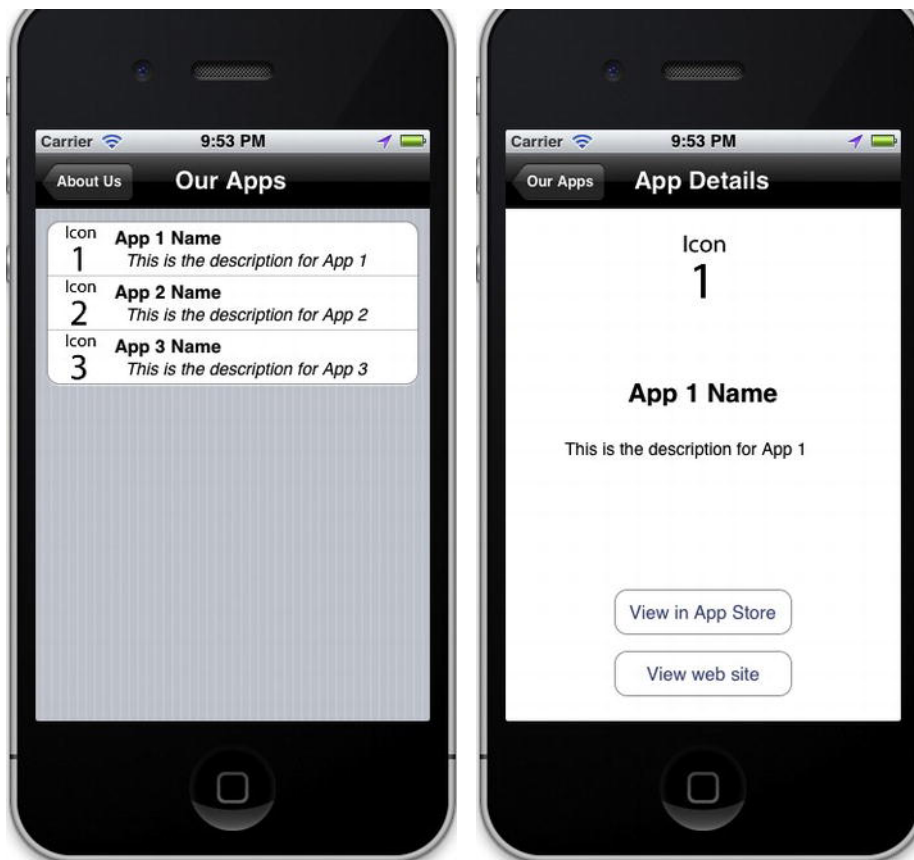 Carrier 9:53 PM
About Us Our Apps
Icon
1
App 1 Name
This is the description for App 1
Icon
2
App 2 Name
This is the description for App 2
Icon
3
App 3 Name
This is the description for App 3
Carrier 9:53 PM
Our Apps App Details
Icon
1
App 1 Name
This is the description for App 1
View in App Store
View web site